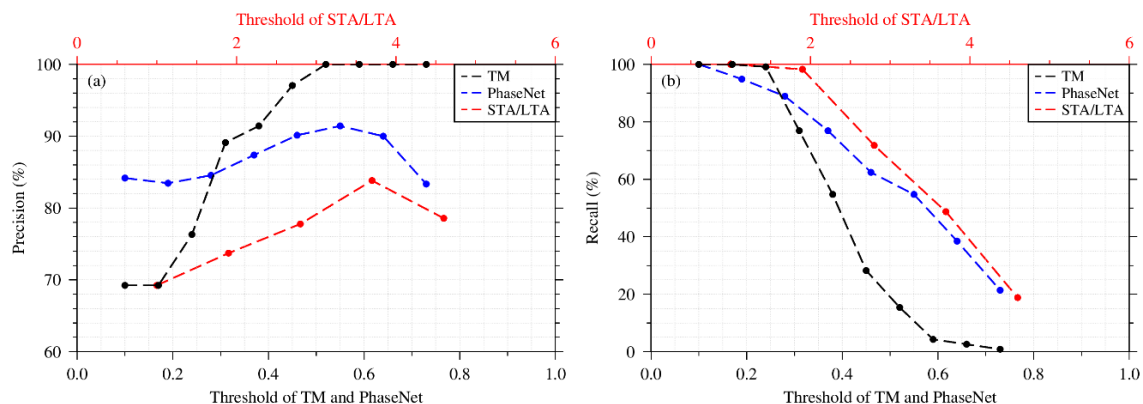 Threshold of STA/LTA
0 2 4 6
100 (a) TM
PhaseNet
STA/LTA
90
80
70
60
Precision (%)
0.0 0.2 0.4 0.6 0.8 1.0
Threshold of TM and PhaseNet
Threshold of STA/LTA
0 2 4 6
100 (b) TM
PhaseNet
STA/LTA
80
60
40
20
0
Recall (%)
0.0 0.2 0.4 0.6 0.8 1.0
Threshold of TM and PhaseNet